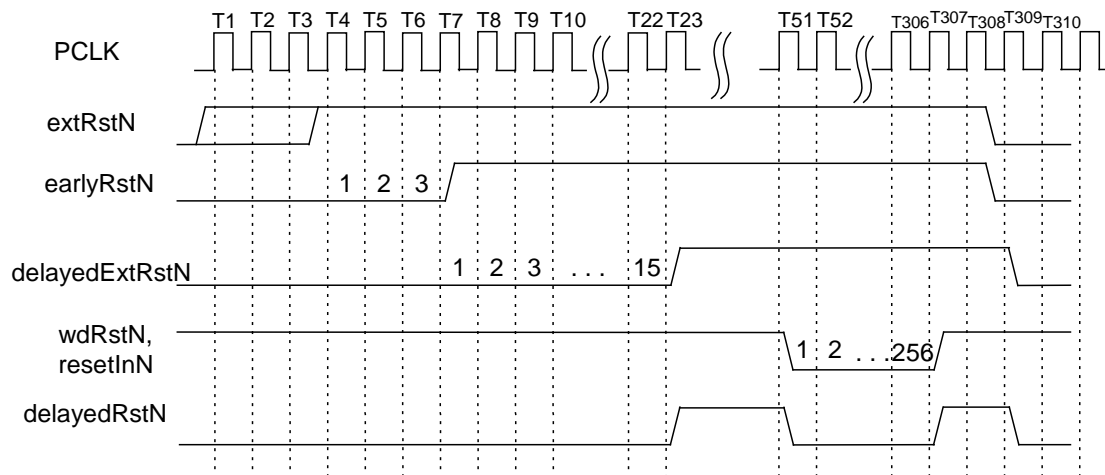 T1 T2 T3 T4 T5 T6 T7 T8 T9 T10 T22 T23 T51 T52 T306 T307 T308 T309 T310
PCLK
extRstN
earlyRstN 1 2 3
delayedExtRstN 1 2 3 . . . 15
wdRstN,
resetInN 1 2 . . . 256
delayedRstN